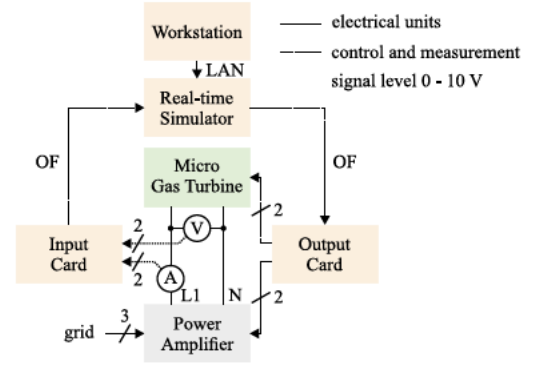 Workstation
electrical units
control and measurement
signal level 0 - 10 V
LAN
Real-time
Simulator
OF
OF
Micro
Gas Turbine
2
2
V
Input
Card
Output
Card
2
A
L1
N
2
3
grid
Power
Amplifier